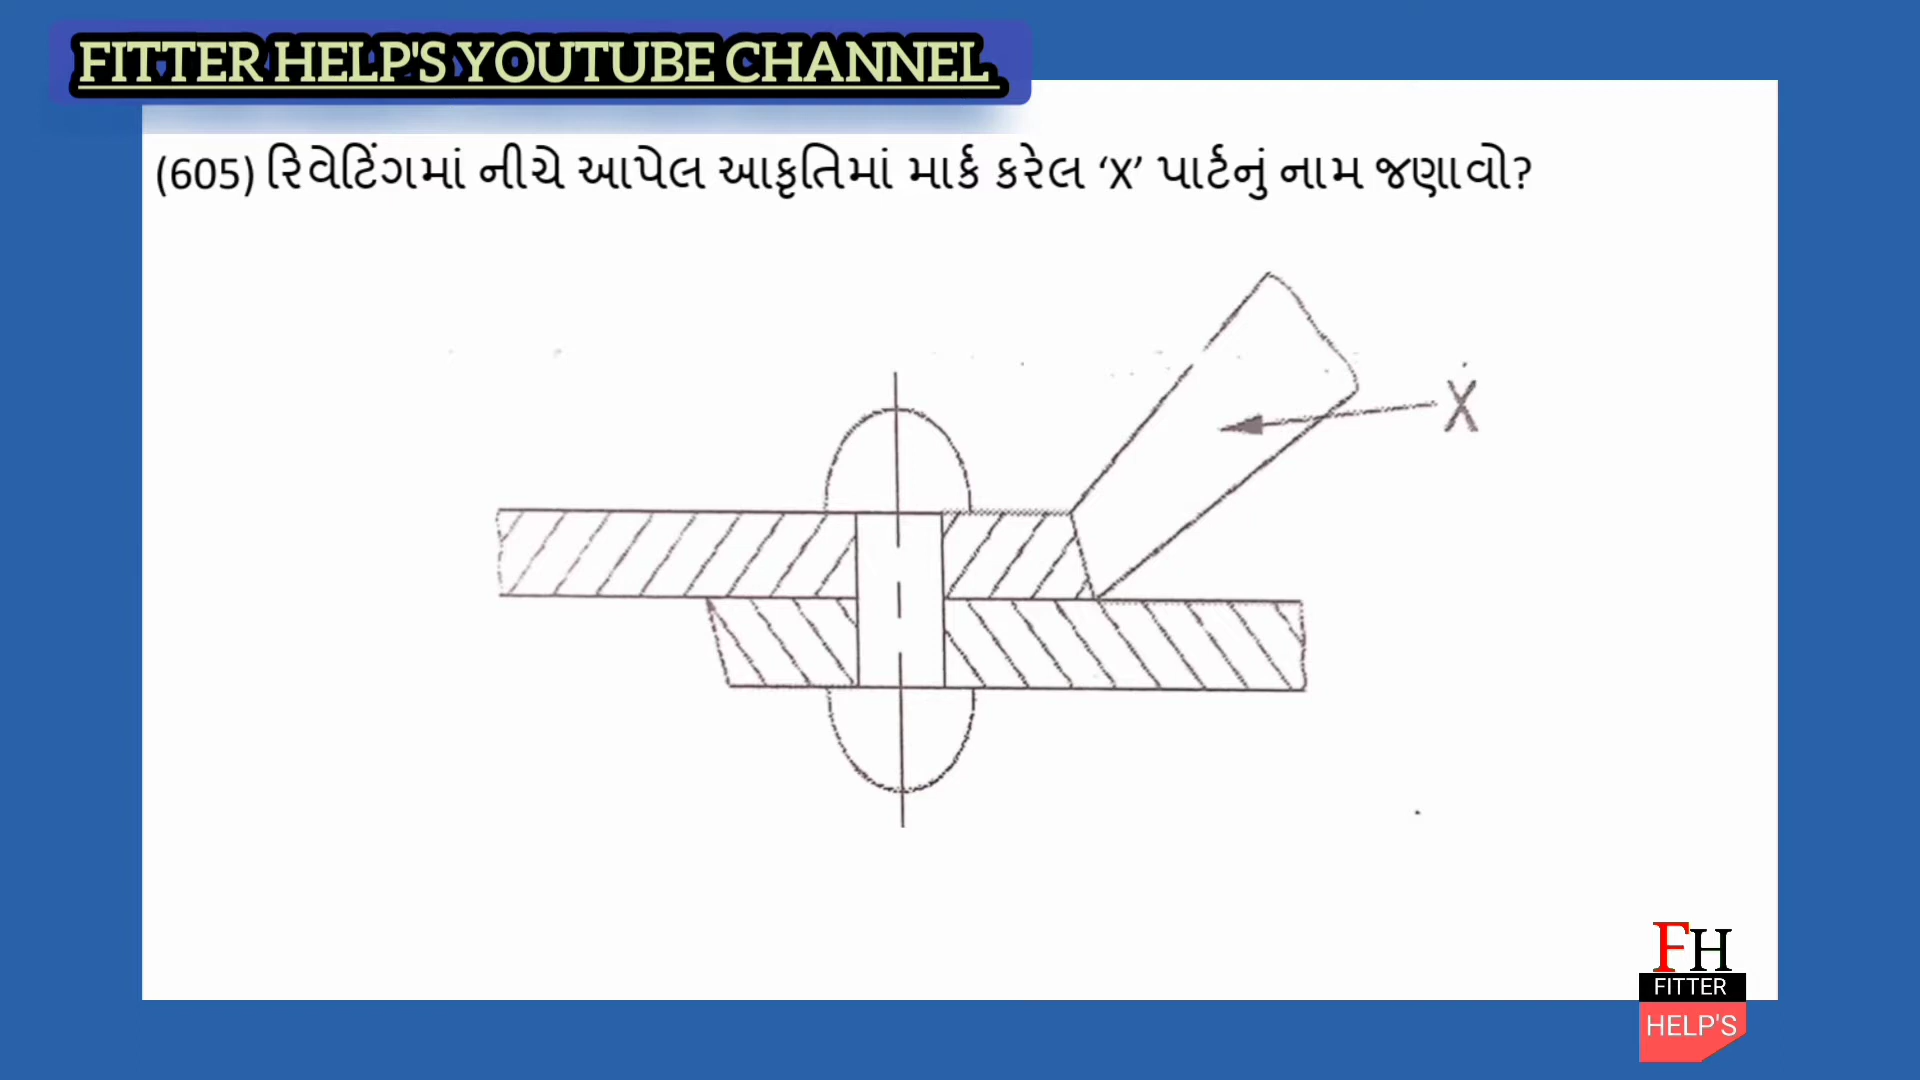 FITTER HELP'S YOUTUBE CHANNEL
(605) રિવેટિંગમાં નીચે આપેલ આકૃતિમાં માર્ક કરેલ ‘X’ પાર્ટનું નામ જણાવો?
X
FH
FITTER
HELP'S